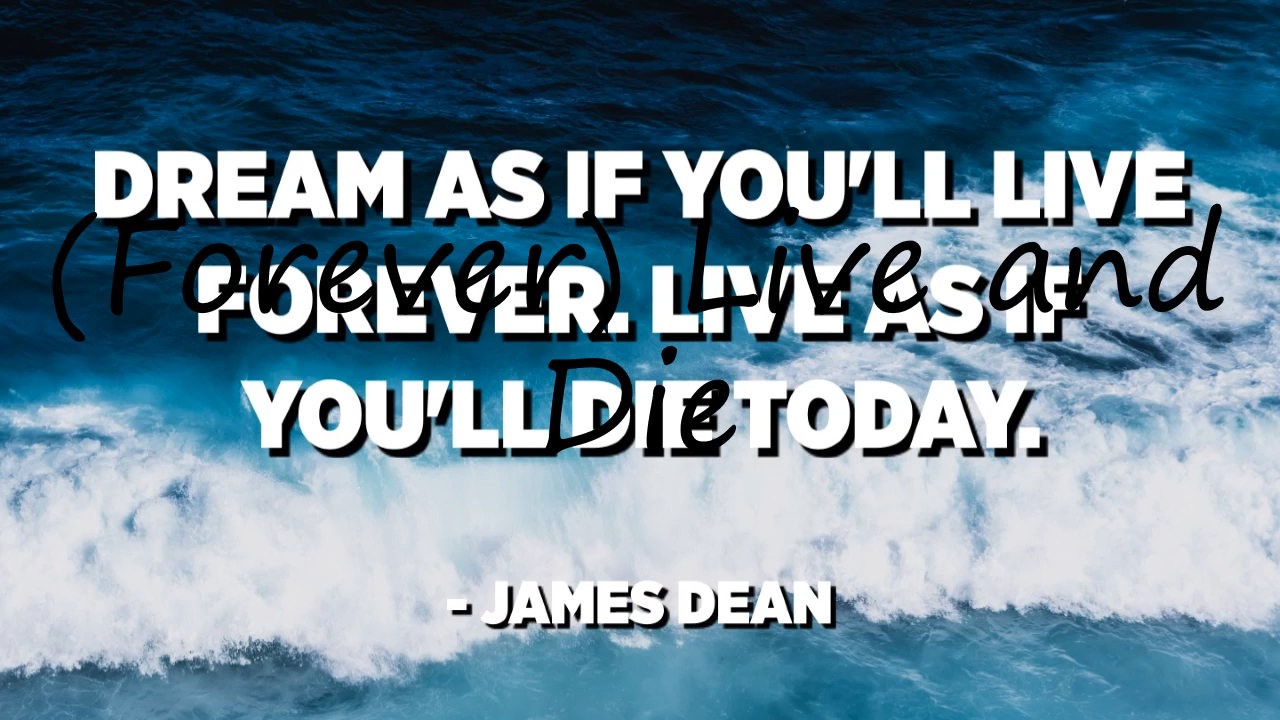 DREAM AS IF YOU'LL LIVE
(Forever) Live and
FOREVER. LIVE AS IF
Die
YOU'LL DIE TODAY.
- JAMES DEAN